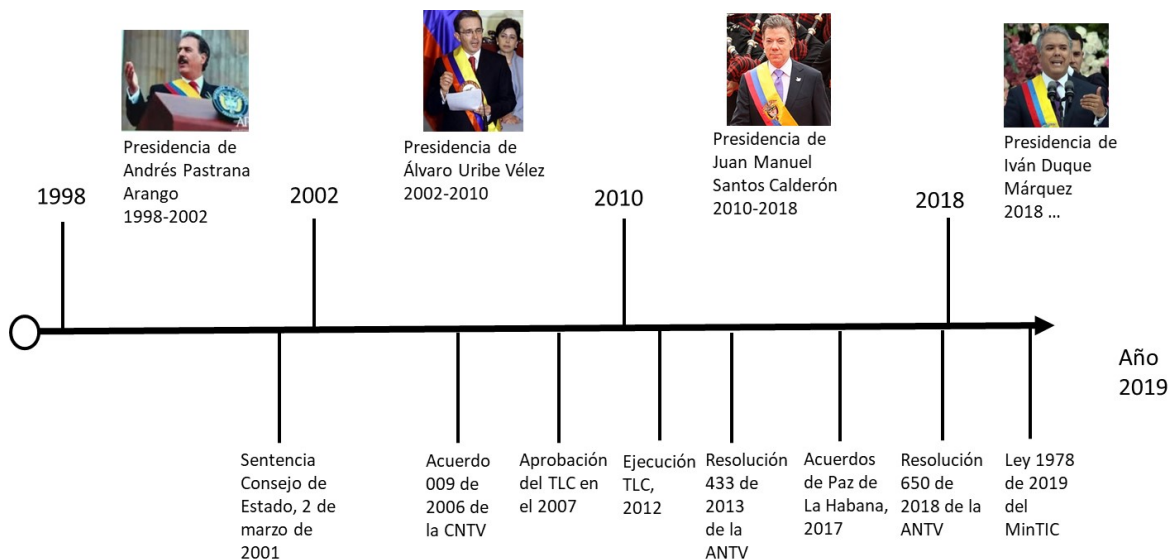 Presidencia de
Andrés Pastrana
Arango
1998-2002
Presidencia de
Álvaro Uribe Vélez
2002-2010
Presidencia de
Juan Manuel
Santos Calderón
2010-2018
Presidencia de
Iván Duque
Márquez
2018 ...
1998
2002
2010
2018
Año
2019
Sentencia
Consejo de
Estado, 2 de
marzo de
2001
Acuerdo
009 de
2006 de
la CNTV
Aprobación
del TLC en
el 2007
Ejecución
TLC,
2012
Resolución
433 de
2013
de la
ANTV
Acuerdos
de Paz de
La Habana,
2017
Resolución
650 de
2018 de la
ANTV
Ley 1978
de 2019
del
MinTIC